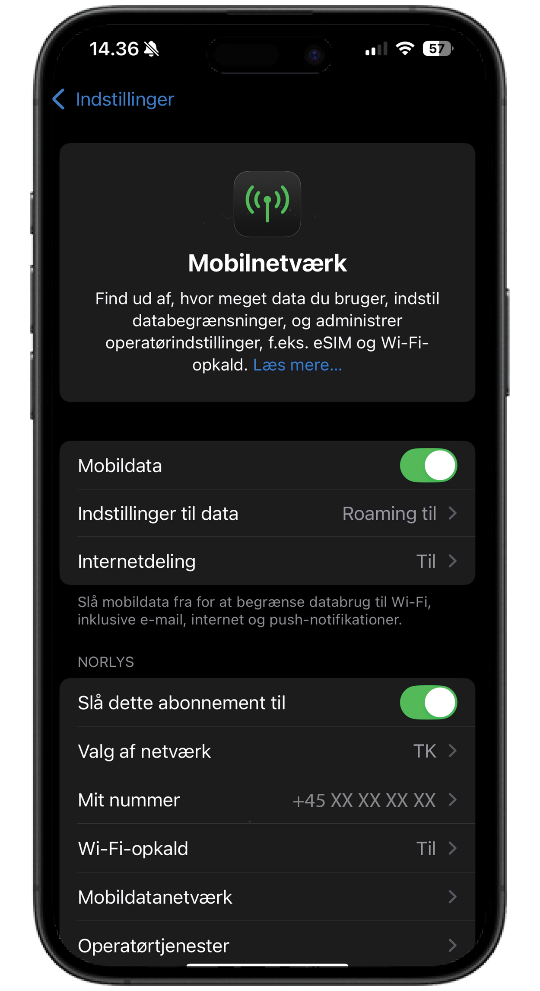 14.36
57
Indstillinger
Mobilnetværk
Find ud af, hvor meget data du bruger, indstil
databegrænsninger, og administrer
operatørindstillinger, f.eks. eSIM og Wi-Fi-
opkald. Læs mere...
Mobildata
Indstillinger til data Roaming til
Internetdeling Til
Slå mobildata fra for at begrænse databrug til Wi-Fi,
inklusive e-mail, internet og push-notifikationer.
NORLYS
Slå dette abonnement til
Valg af netværk TK
Mit nummer +45 XX XX XX XX
Wi-Fi-opkald Til
Mobildatanetværk
Operatørtjenester